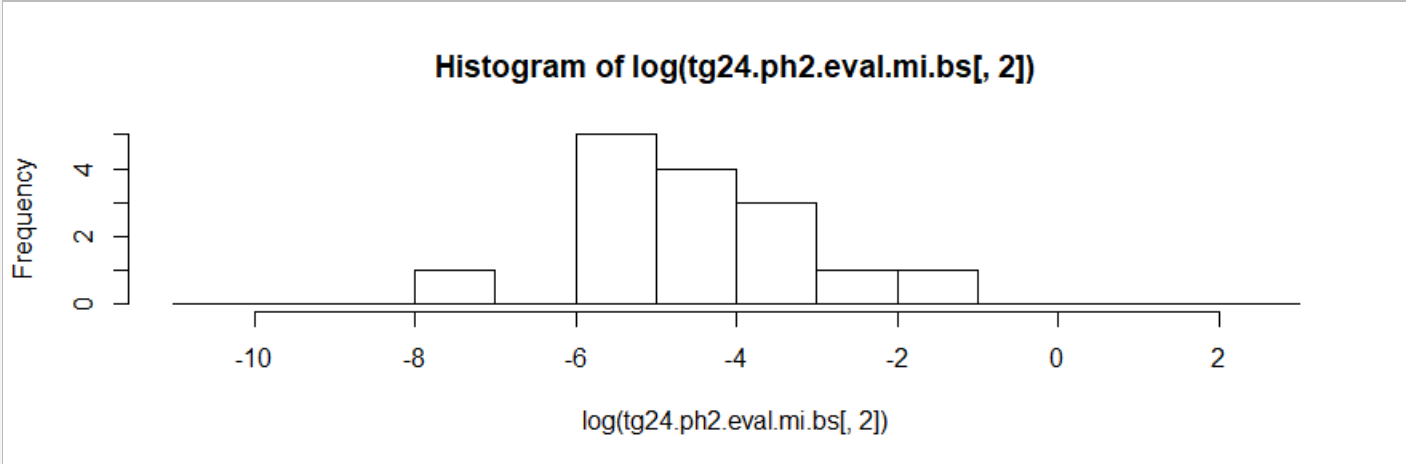 Histogram of log(tg24.ph2.eval.mi.bs[, 2])
Frequency
4
2
0
-10 -8 -6 -4 -2 0 2
log(tg24.ph2.eval.mi.bs[, 2])